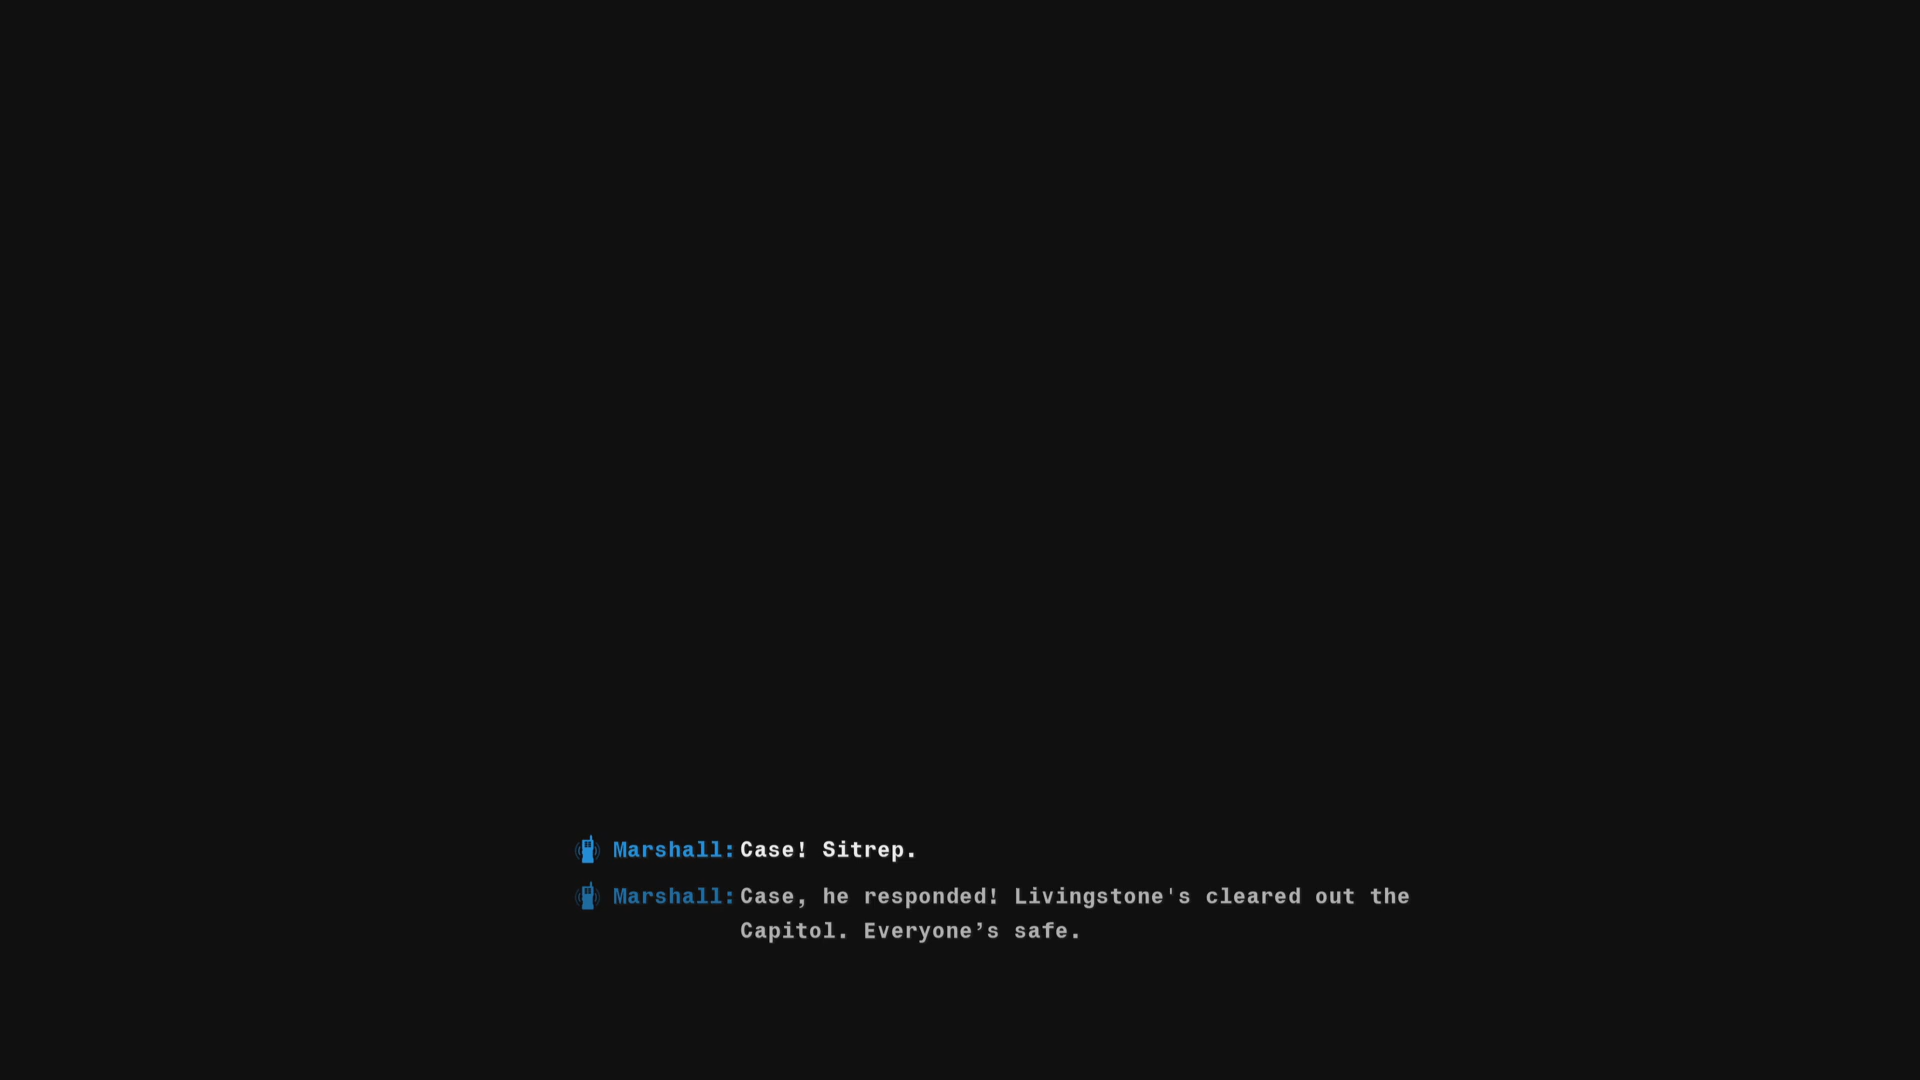 Marshall: Case! Sitrep.
Marshall: Case, he responded! Livingstone's cleared out the
Capitol. Everyone’s safe.